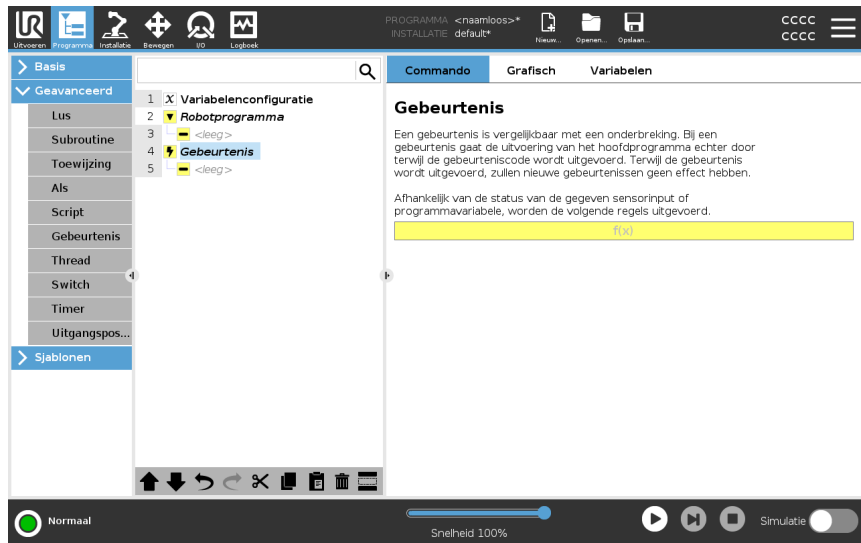 UR
PROGRAMMA <naamloos>*
INSTALLATIE default*
CCCC
CCCC
Uitvoeren Programma Installatie Bewegen I/O Logboek
Nieuw... Openen... Opslaan...
Basis
Geavanceerd
Lus
Subroutine
Toewijzing
Als
Script
Gebeurtenis
Thread
Switch
Timer
Uitgangspos...
Sjablonen
1 X Variabelenconfiguratie
2 Robotprogramma
3 <leeg>
4 Gebeurtenis
5 <leeg>
Commando Grafisch Variabelen
Gebeurtenis
Een gebeurtenis is vergelijkbaar met een onderbreking. Bij een
gebeurtenis gaat de uitvoering van het hoofdprogramma echter door
terwijl de gebeurteniscode wordt uitgevoerd. Terwijl de gebeurtenis
wordt uitgevoerd, zullen nieuwe gebeurtenissen geen effect hebben.
Afhankelijk van de status van de gegeven sensorinput of
programmavariabele, worden de volgende regels uitgevoerd.
f(x)
Normaal
Snelheid 100%
Simulatie